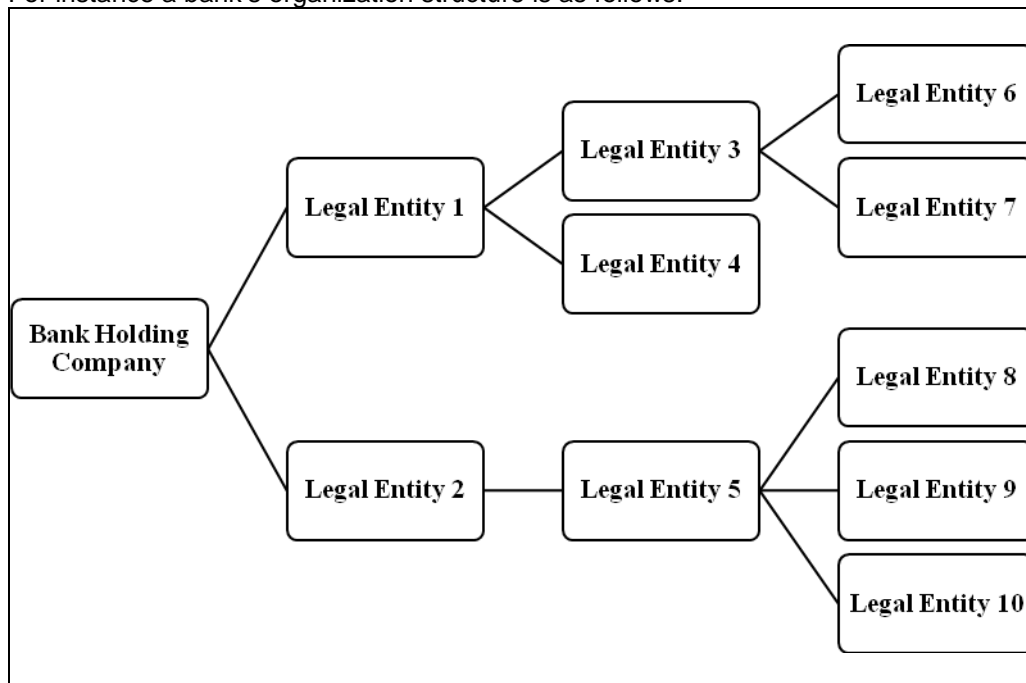 For instance a bank's organization structure is as follows:
Bank Holding
Company
Legal Entity 1
Legal Entity 2
Legal Entity 3
Legal Entity 4
Legal Entity 5
Legal Entity 6
Legal Entity 7
Legal Entity 8
Legal Entity 9
Legal Entity 10